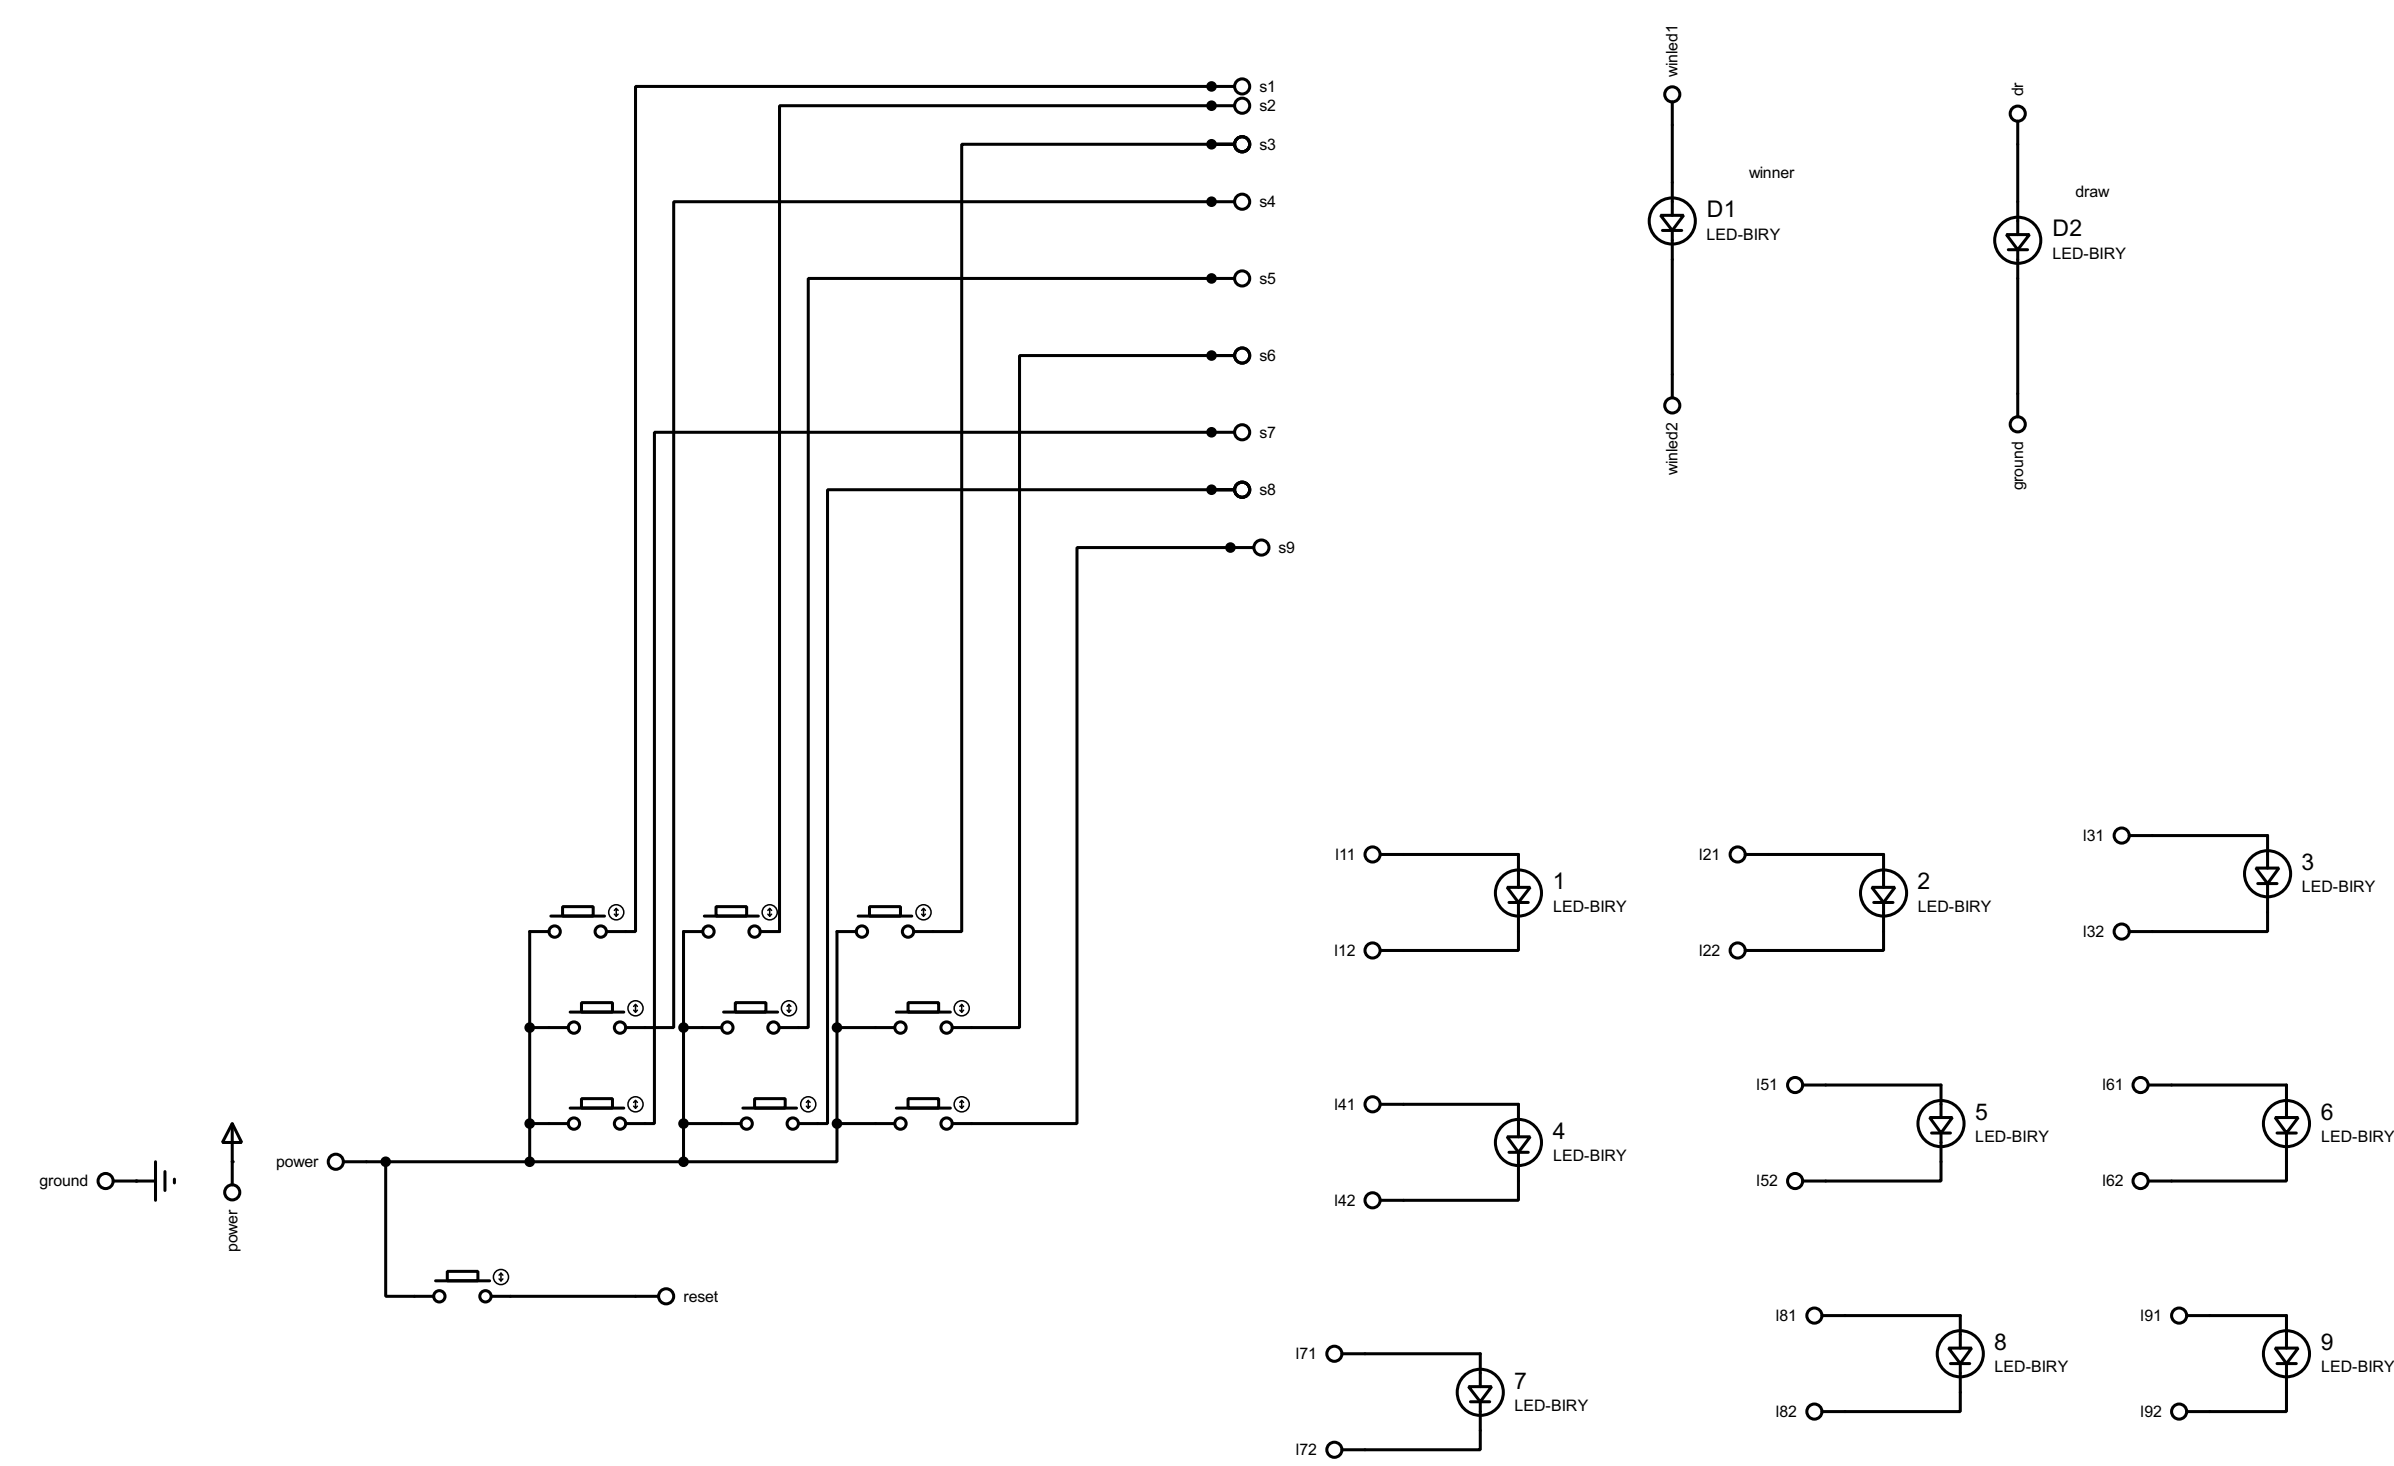 s1
s2
s3
s4
s5
s6
s7
s8
s9
winled1
winner
D1
LED-BIRY
winled2
dr
draw
D2
LED-BIRY
ground
l11
1
LED-BIRY
l12
l21
2
LED-BIRY
l22
l31
3
LED-BIRY
l32
l41
4
LED-BIRY
l42
l51
5
LED-BIRY
l52
l61
6
LED-BIRY
l62
l71
7
LED-BIRY
l72
l81
8
LED-BIRY
l82
l91
9
LED-BIRY
l92
ground
power
power
reset